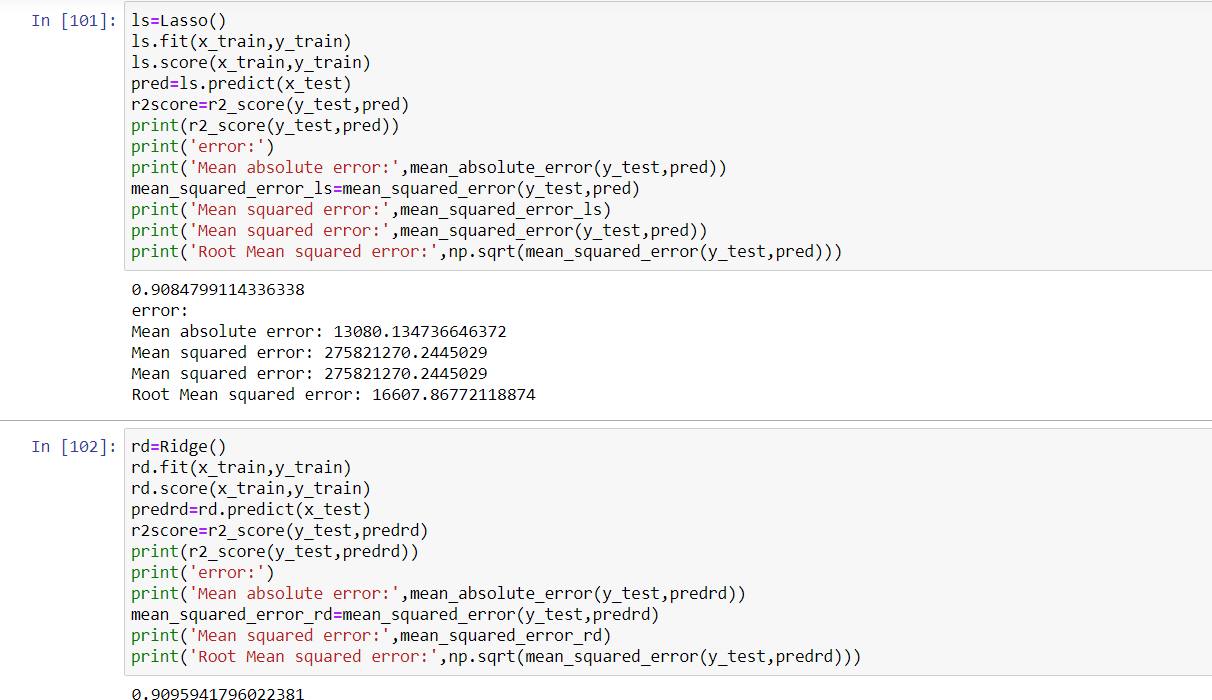 In [101]: ls=Lasso()
ls.fit(x_train,y_train)
ls.score(x_train,y_train)
pred=ls.predict(x_test)
r2score=r2_score(y_test,pred)
print(r2_score(y_test,pred))
print('error:')
print('Mean absolute error:',mean_absolute_error(y_test,pred))
mean_squared_error_ls=mean_squared_error(y_test,pred)
print('Mean squared error:',mean_squared_error_ls)
print('Mean squared error:',mean_squared_error(y_test,pred))
print('Root Mean squared error:',np.sqrt(mean_squared_error(y_test,pred)))
0.9084799114336338
error:
Mean absolute error: 13080.134736646372
Mean squared error: 275821270.2445029
Mean squared error: 275821270.2445029
Root Mean squared error: 16607.86772118874
In [102]: rd=Ridge()
rd.fit(x_train,y_train)
rd.score(x_train,y_train)
predrd=rd.predict(x_test)
r2score=r2_score(y_test,predrd)
print(r2_score(y_test,predrd))
print('error:')
print('Mean absolute error:',mean_absolute_error(y_test,predrd))
mean_squared_error_rd=mean_squared_error(y_test,predrd)
print('Mean squared error:',mean_squared_error_rd)
print('Root Mean squared error:',np.sqrt(mean_squared_error(y_test,predrd)))
0.9095941796022381